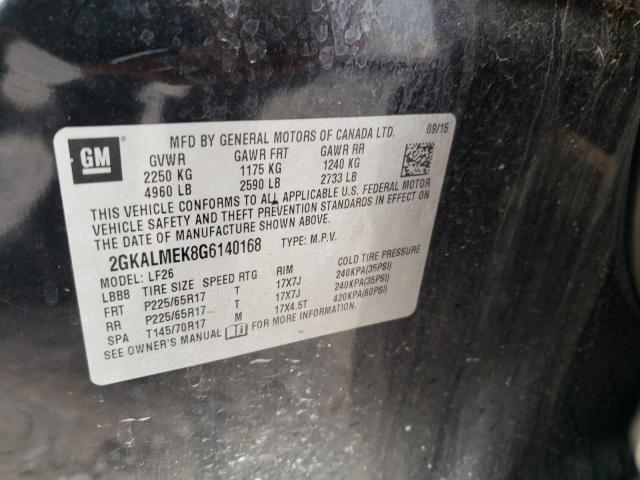 GM
MFD BY GENERAL MOTORS OF CANADA LTD. 09/15
GVWR GAWR FRT GAWR RR
2250 KG 1175 KG 1240 KG
4960 LB 2590 LB 2733 LB
THIS VEHICLE CONFORMS TO ALL APPLICABLE U.S. FEDERAL MOTOR
VEHICLE SAFETY AND THEFT PREVENTION STANDARDS IN EFFECT ON
THE DATE OF MANUFACTURE SHOWN ABOVE.
2GKALMEK8G6140168 TYPE: M.P.V.
MODEL: LF26
LBBB TIRE SIZE SPEED RTG RIM COLD TIRE PRESSURE
FRT P225/65R17 T 17X7J 240KPA(35PSI)
RR P225/65R17 T 17X7J 240KPA(35PSI)
SPA T145/70R17 M 17X4.5T 420KPA(60PSI)
SEE OWNER'S MANUAL FOR MORE INFORMATION.